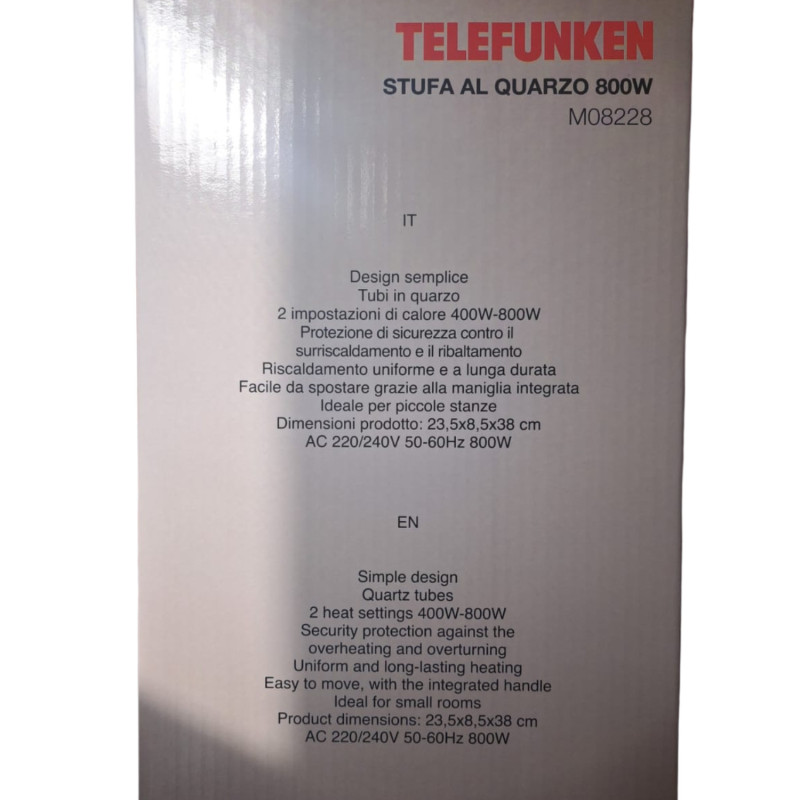 TELEFUNKEN
STUFA AL QUARZO 800W
M08228
IT
Design semplice
Tubi in quarzo
2 impostazioni di calore 400W-800W
Protezione di sicurezza contro il
surriscaldamento e il ribaltamento
Riscaldamento uniforme e a lunga durata
Facile da spostare grazie alla maniglia integrata
Ideale per piccole stanze
Dimensioni prodotto: 23,5x8,5x38 cm
AC 220/240V 50-60Hz 800W
EN
Simple design
Quartz tubes
2 heat settings 400W-800W
Security protection against the
overheating and overturning
Uniform and long-lasting heating
Easy to move, with the integrated handle
Ideal for small rooms
Product dimensions: 23,5x8,5x38 cm
AC 220/240V 50-60Hz 800W